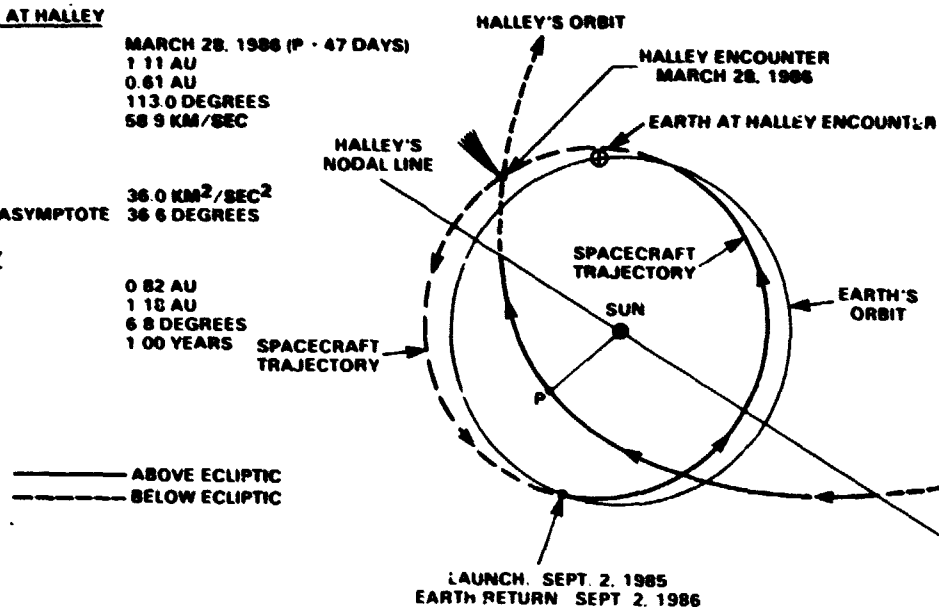 AT HALLEY
MARCH 28, 1986 (P · 47 DAYS)
1 11 AU
0.61 AU
113.0 DEGREES
58 9 KM/SEC
36.0 KM²/SEC²
ASYMPTOTE 36 6 DEGREES
0 82 AU
1 18 AU
6 8 DEGREES
1 00 YEARS
ABOVE ECLIPTIC
BELOW ECLIPTIC
HALLEY'S ORBIT
HALLEY ENCOUNTER
MARCH 28, 1986
EARTH AT HALLEY ENCOUNTER
HALLEY'S
NODAL LINE
SPACECRAFT
TRAJECTORY
SUN
EARTH'S
ORBIT
SPACECRAFT
TRAJECTORY
P
LAUNCH, SEPT. 2, 1985
EARTH RETURN SEPT 2, 1986